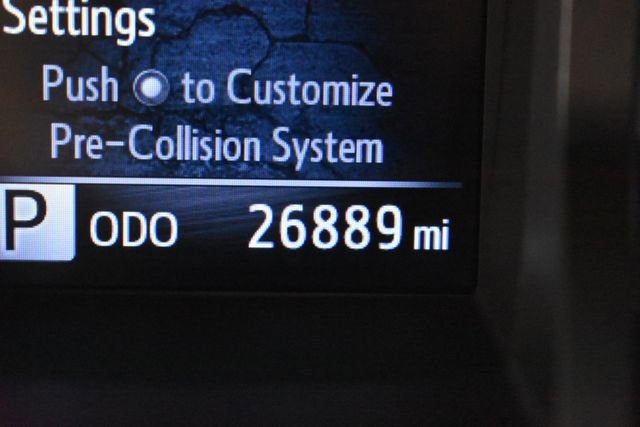 Settings
Push to Customize
Pre-Collision System
P ODO 26889 mi